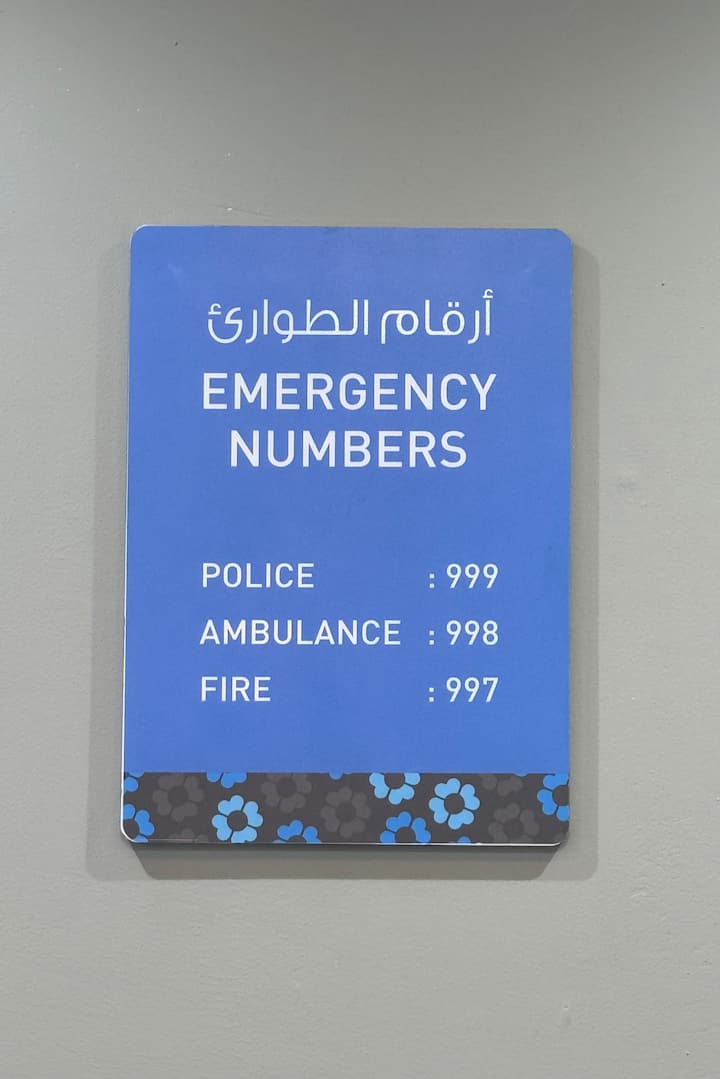 أرقام الطوارئ
EMERGENCY
NUMBERS
POLICE : 999
AMBULANCE : 998
FIRE : 997